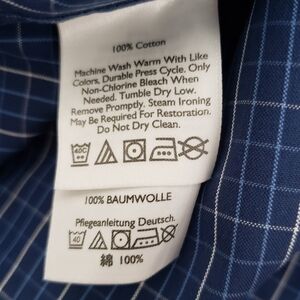 100% Cotton
Machine Wash Warm With Like
Colors, Durable Press Cycle. Only
Non-Chlorine Bleach When
Needed. Tumble Dry Low.
Remove Promptly. Steam Ironing
May Be Required For Restoration.
Do Not Dry Clean.
100% BAUMWOLLE
Pflegeanleitung Deutsch.
40
綿 100%